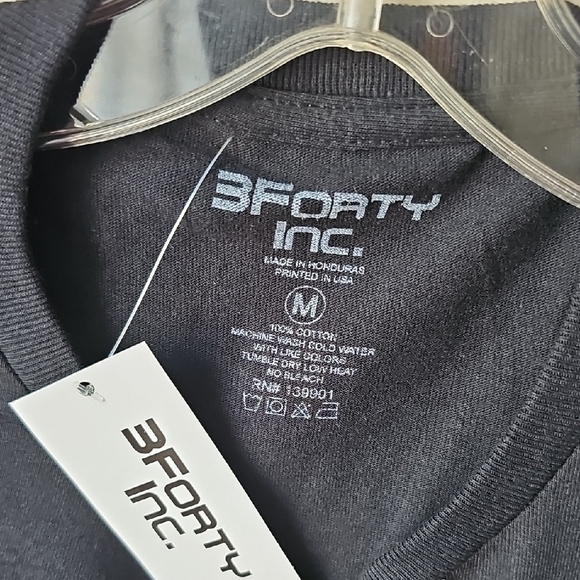 3FORTY
INC.
MADE IN HONDURAS
PRINTED IN USA
M
100% COTTON
MACHINE WASH COLD WATER
WITH LIKE COLORS
TUMBLE DRY LOW HEAT
NO BLEACH
RN# 139901
3FORTY
INC.